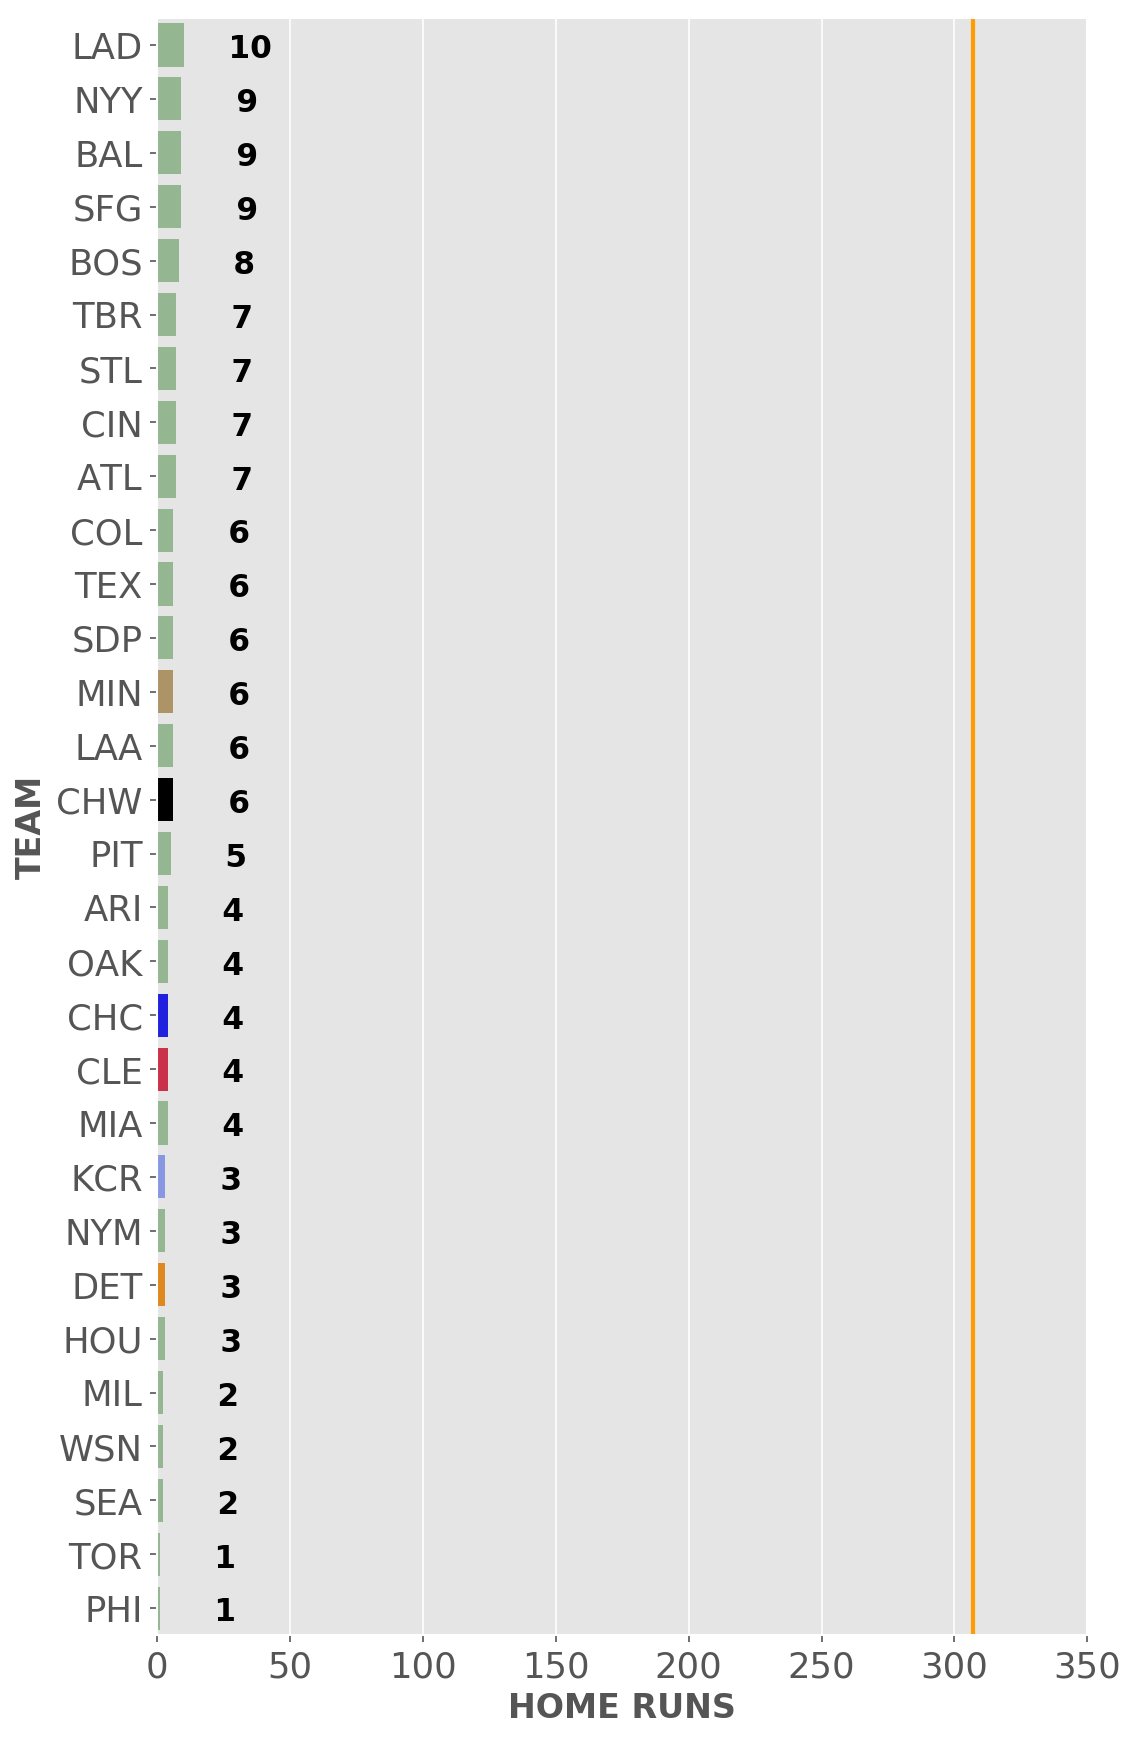 LAD 10
NYY 9
BAL 9
SFG 9
BOS 8
TBR 7
STL 7
CIN 7
ATL 7
COL 6
TEX 6
SDP 6
MIN 6
LAA 6
CHW 6
PIT 5
ARI 4
OAK 4
CHC 4
CLE 4
MIA 4
KCR 3
NYM 3
DET 3
HOU 3
MIL 2
WSN 2
SEA 2
TOR 1
PHI 1
TEAM
0 50 100 150 200 250 300 350
HOME RUNS